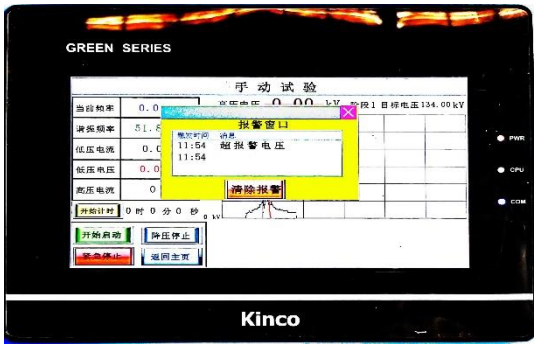 GREEN SERIES
手动试验
当前频率 0.0
高压电压 0.00 kV 阶段1目标电压134.00kV
谐振频率 51.8
低压电流 0.0
低压电压 0.0
高压电流 0
报警窗口
触发时间 消息
11:54 超报警电压
11:54
清除报警
开始计时 0时0分0秒
0 kV
开始启动 降压停止
紧急停止 返回主页
PWR
CPU
COM
Kinco